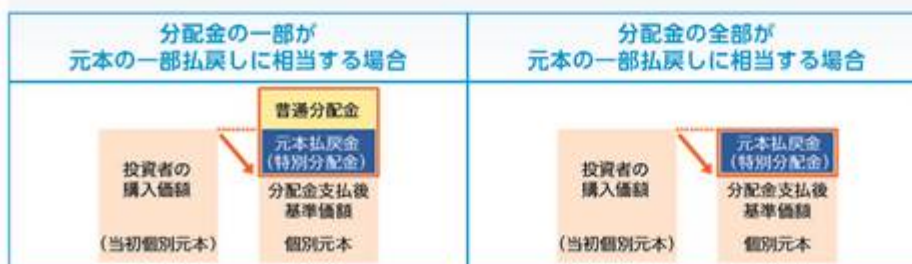 分配金の一部が
元本の一部払戻しに相当する場合
普通分配金
元本払戻金
(特別分配金)
投資者の
購入価額
(当初個別元本)
分配金支払後
基準価額
個別元本
分配金の全部が
元本の一部払戻しに相当する場合
元本払戻金
(特別分配金)
投資者の
購入価額
(当初個別元本)
分配金支払後
基準価額
個別元本